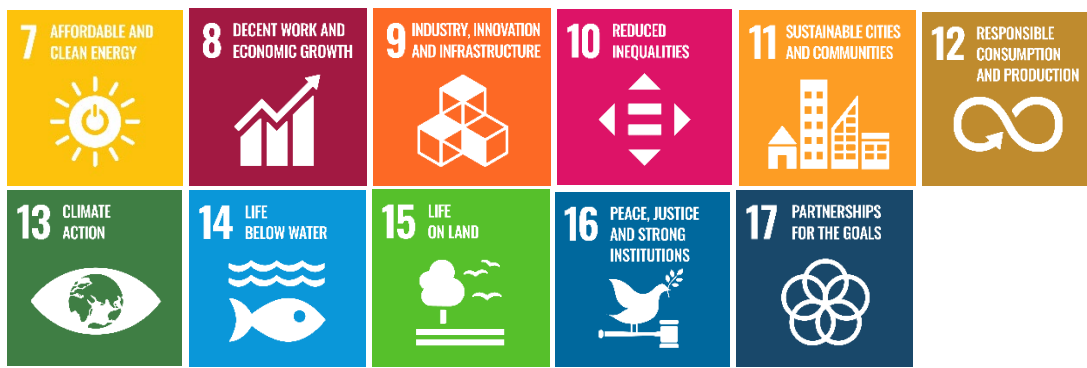 7 AFFORDABLE AND
CLEAN ENERGY
8 DECENT WORK AND
ECONOMIC GROWTH
9 INDUSTRY, INNOVATION
AND INFRASTRUCTURE
10 REDUCED
INEQUALITIES
11 SUSTAINABLE CITIES
AND COMMUNITIES
12 RESPONSIBLE
CONSUMPTION
AND PRODUCTION
13 CLIMATE
ACTION
14 LIFE
BELOW WATER
15 LIFE
ON LAND
16 PEACE, JUSTICE
AND STRONG
INSTITUTIONS
17 PARTNERSHIPS
FOR THE GOALS